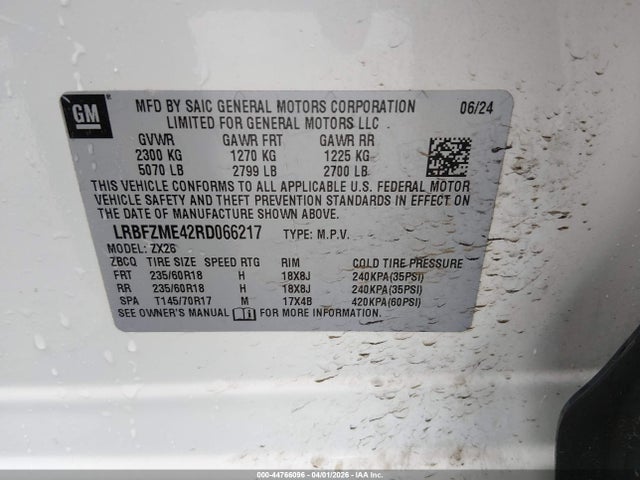 GM
MFD BY SAIC GENERAL MOTORS CORPORATION 06/24
LIMITED FOR GENERAL MOTORS LLC
GVWR GAWR FRT GAWR RR
2300 KG 1270 KG 1225 KG
5070 LB 2799 LB 2700 LB
THIS VEHICLE CONFORMS TO ALL APPLICABLE U.S. FEDERAL MOTOR
VEHICLE SAFETY AND THEFT PREVENTION STANDARDS IN EFFECT ON
THE DATE OF MANUFACTURE SHOWN ABOVE.
LRBFZME42RD066217 TYPE: M.P.V.
MODEL: ZX26
ZBCQ TIRE SIZE SPEED RTG RIM COLD TIRE PRESSURE
FRT 235/60R18 H 18X8J 240KPA(35PSI)
RR 235/60R18 H 18X8J 240KPA(35PSI)
SPA T145/70R17 M 17X4B 420KPA(60PSI)
SEE OWNER'S MANUAL FOR MORE INFORMATION.
000-44766096 - 04/01/2026 - IAAI.COM